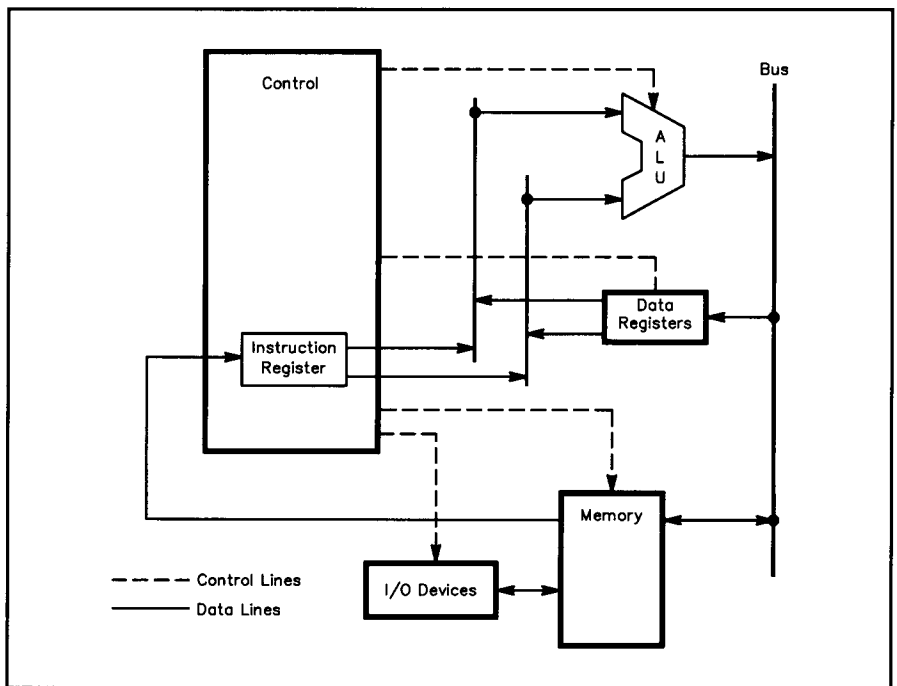 Control
Bus
A
L
U
Data
Registers
Instruction
Register
Memory
I/O Devices
Control Lines
Data Lines